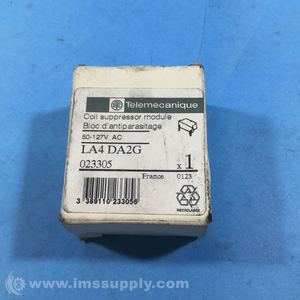 Telemecanique
Coil suppressor module
Bloc d'antiparasitage
50-127V AC
LA4 DA2G
023305
x 1
France 0123
3 389110 233056
RECYCLABLE
© www.imssupply.com